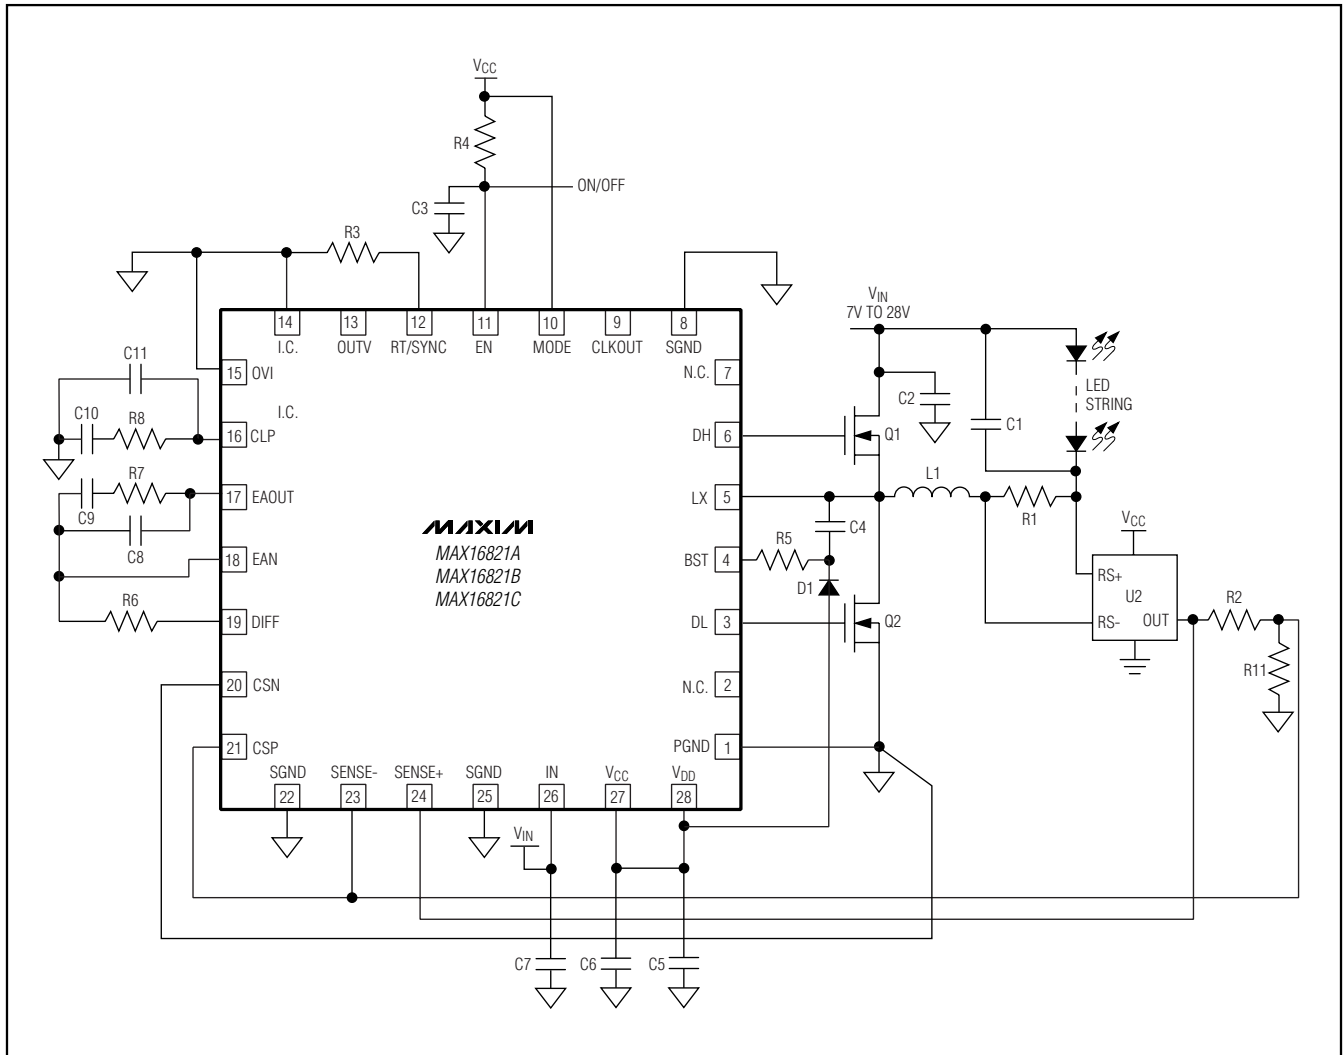 VCC
R4
ON/OFF
C3
R3
VIN
7V TO 28V
14
13
12
11
10
9
8
I.C.
OUTV
RT/SYNC
EN
MODE
CLKOUT
SGND
C11
15
OVI
N.C.
7
C2
C1
LED
STRING
C10
R8
I.C.
16
CLP
DH
6
Q1
R7
17
EAOUT
LX
5
L1
R1
C9
C8
MAXIM
MAX16821A
MAX16821B
MAX16821C
C4
R5
VCC
18
EAN
BST
4
D1
RS+
U2
RS-
OUT
R2
R6
19
DIFF
DL
3
Q2
R11
20
CSN
N.C.
2
21
CSP
PGND
1
SGND
SENSE-
SENSE+
SGND
IN
VCC
VDD
22
23
24
25
26
27
28
VIN
C7
C6
C5